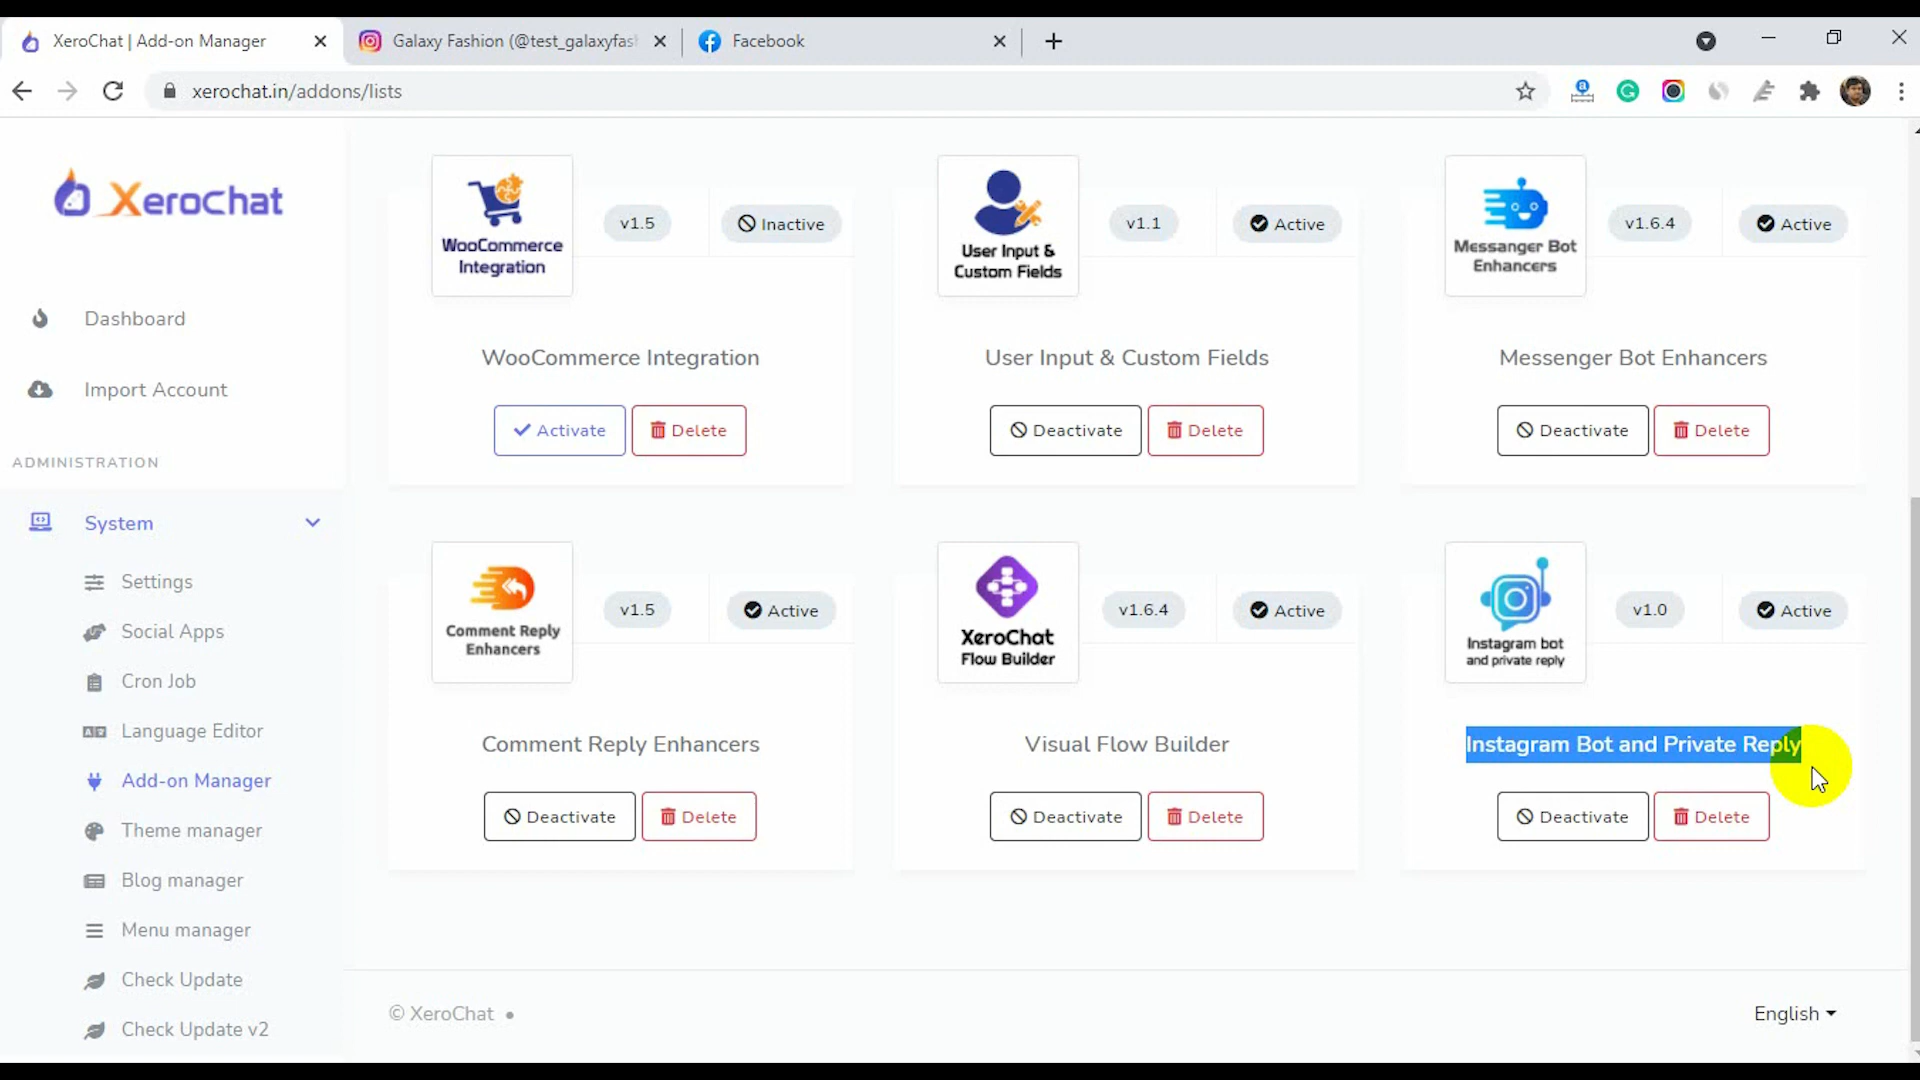 XeroChat | Add-on Manager
Galaxy Fashion (@test_galaxyfas
Facebook
xerochat.in/addons/lists
XeroChat
Dashboard
Import Account
ADMINISTRATION
System
Settings
Social Apps
Cron Job
Language Editor
Add-on Manager
Theme manager
Blog manager
Menu manager
Check Update
Check Update v2
WooCommerce
Integration
v1.5
Inactive
WooCommerce Integration
Activate
Delete
User Input &
Custom Fields
v1.1
Active
User Input & Custom Fields
Deactivate
Delete
Messanger Bot
Enhancers
v1.6.4
Active
Messenger Bot Enhancers
Deactivate
Delete
Comment Reply
Enhancers
v1.5
Active
Comment Reply Enhancers
Deactivate
Delete
XeroChat
Flow Builder
v1.6.4
Active
Visual Flow Builder
Deactivate
Delete
Instagram bot
and private reply
v1.0
Active
Instagram Bot and Private Reply
Deactivate
Delete
© XeroChat •
English